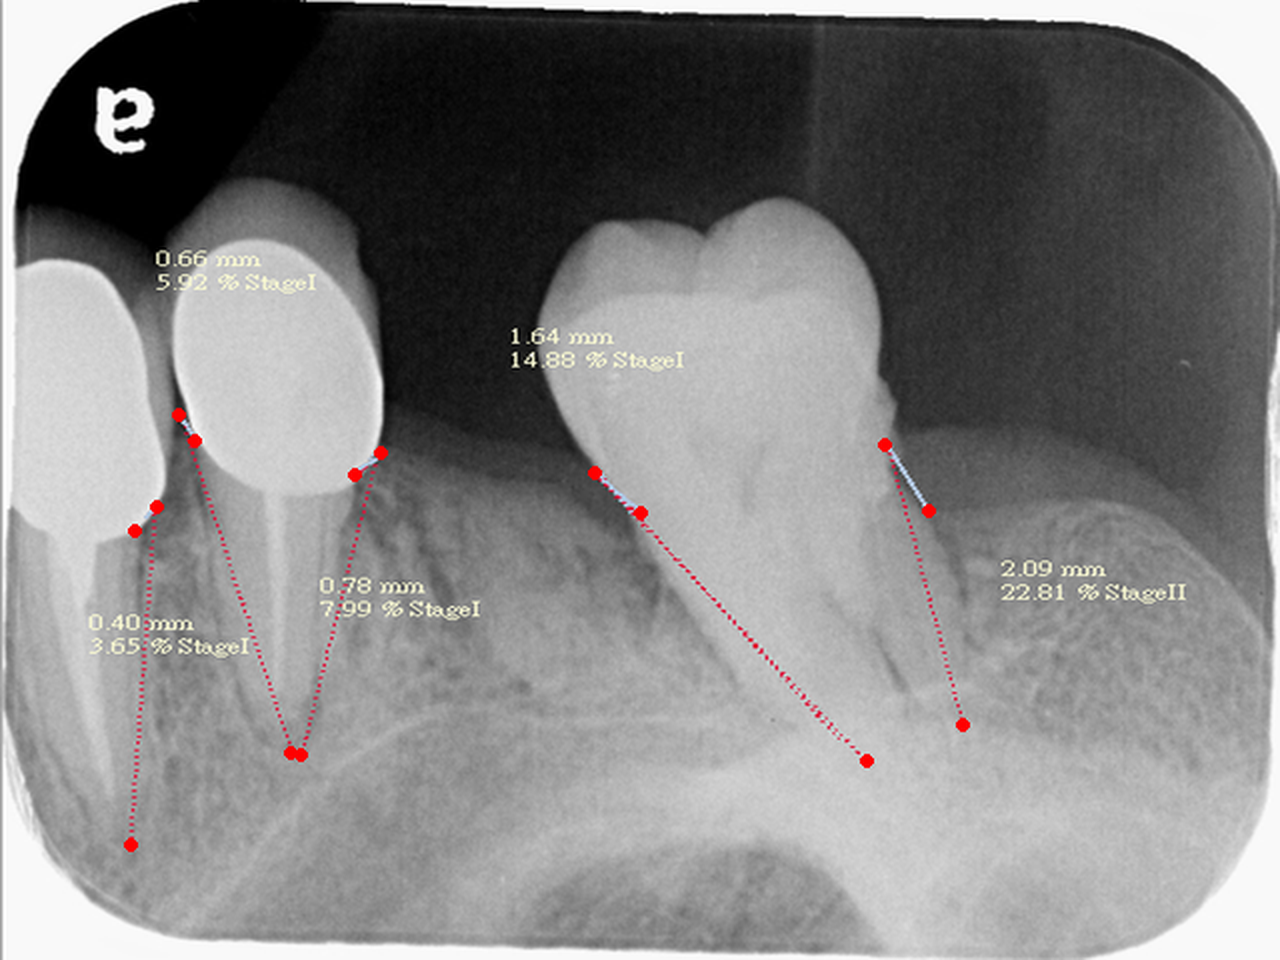 a
0.66 mm
5.92 % StageI
1.64 mm
14.88 % StageI
2.09 mm
22.81 % StageII
0.78 mm
7.99 % StageI
0.40 mm
3.65 % StageI